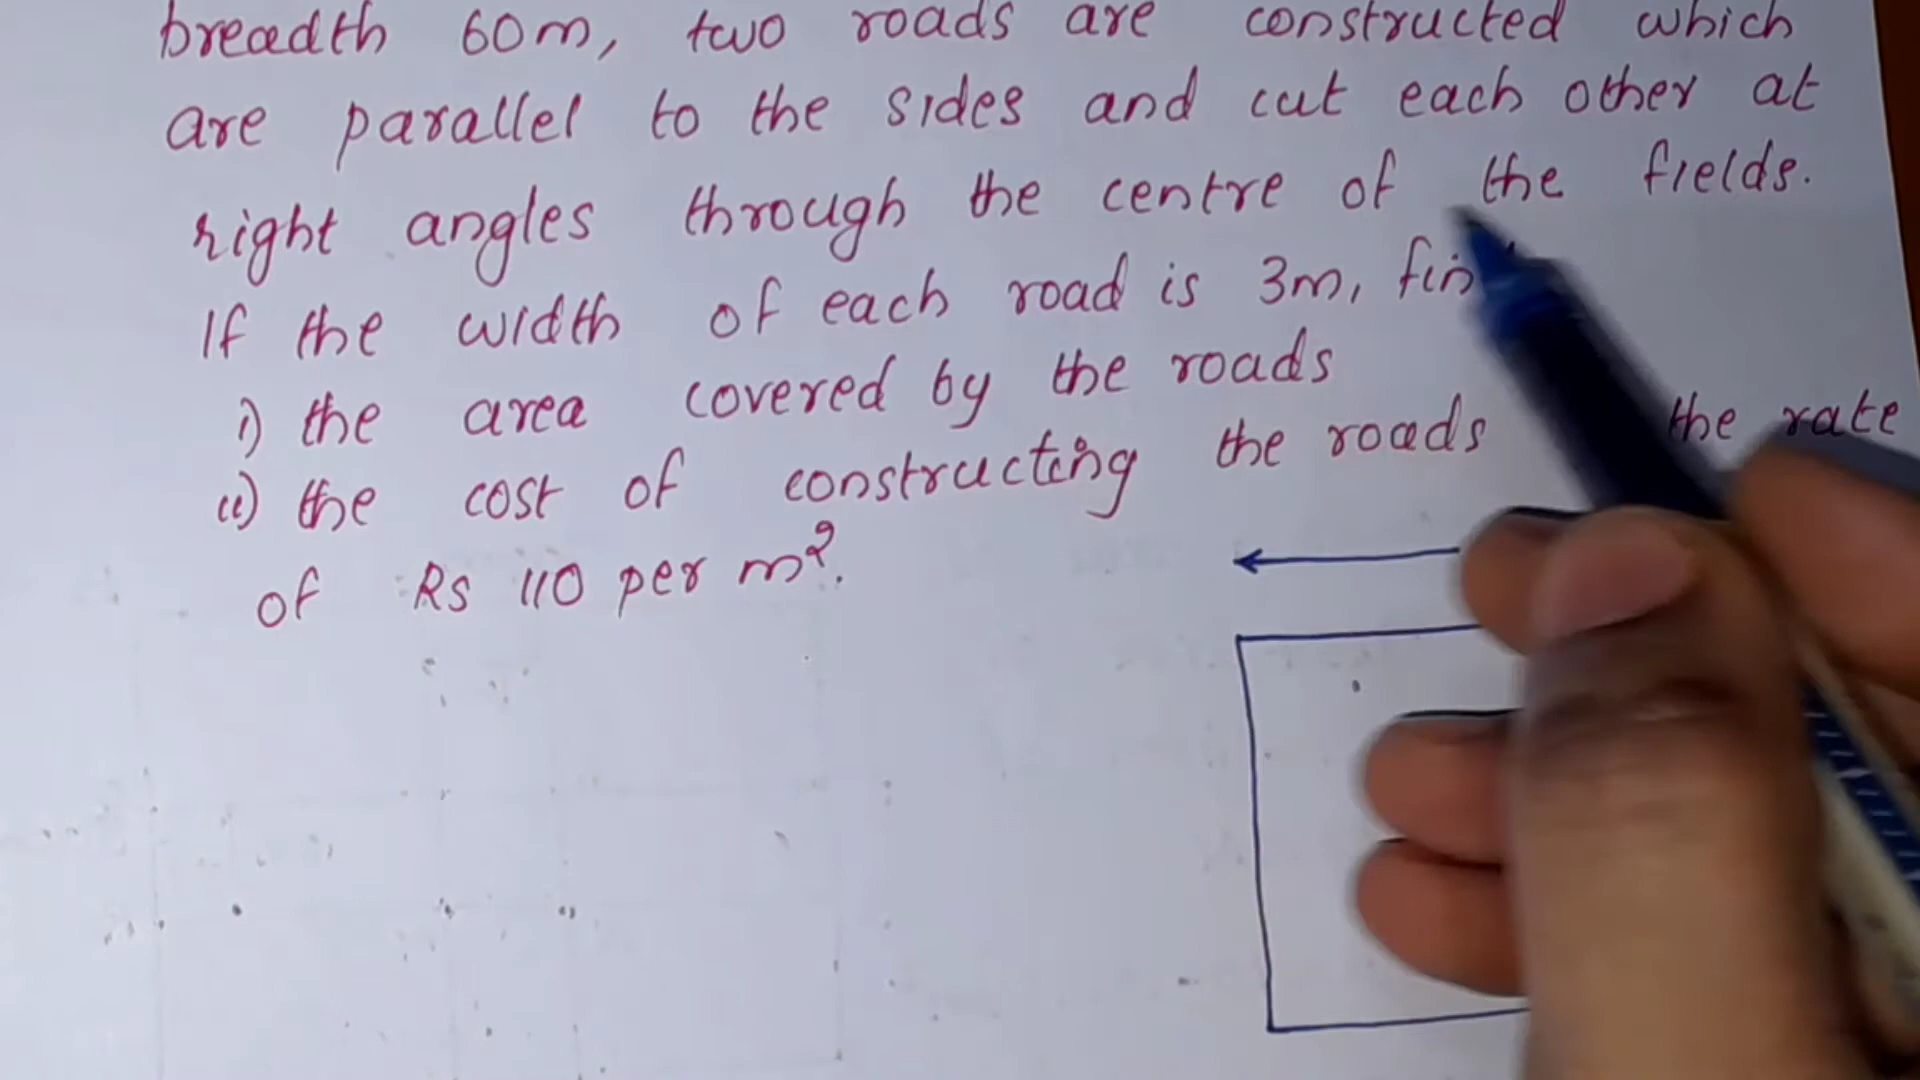 breadth 60m, two roads are constructed which
are parallel to the sides and cut each other at
right angles through the centre of the fields.
If the width of each road is 3m, fin
i) the area covered by the roads
ii) the cost of constructing the roads the rate
of Rs 110 per m².